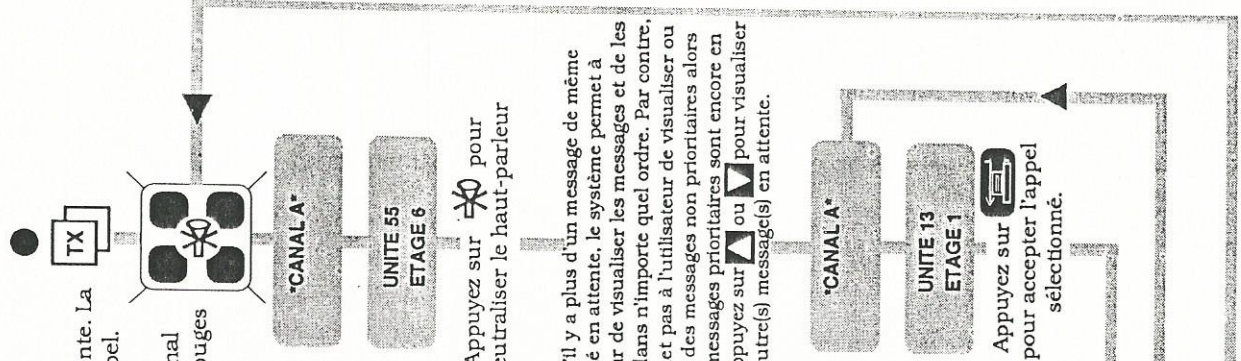 TX
nte. La
pel.
nal
ouges
*CANAL A*
UNITE 55
ETAGE 6
Appuyez sur pour
eutraliser le haut-parleur
'il y a plus d'un message de même
é en attente, le système permet à
ur de visualiser les messages et de les
lans n'importe quel ordre. Par contre,
et pas à l'utilisateur de visualiser ou
des messages non prioritaires alors
messages prioritaires sont encore en
ppuyez sur ou pour visualiser
utre(s) message(s) en attente.
*CANAL A*
UNITE 13
ETAGE 1
Appuyez sur
pour accepter l'appel
sélectionné.